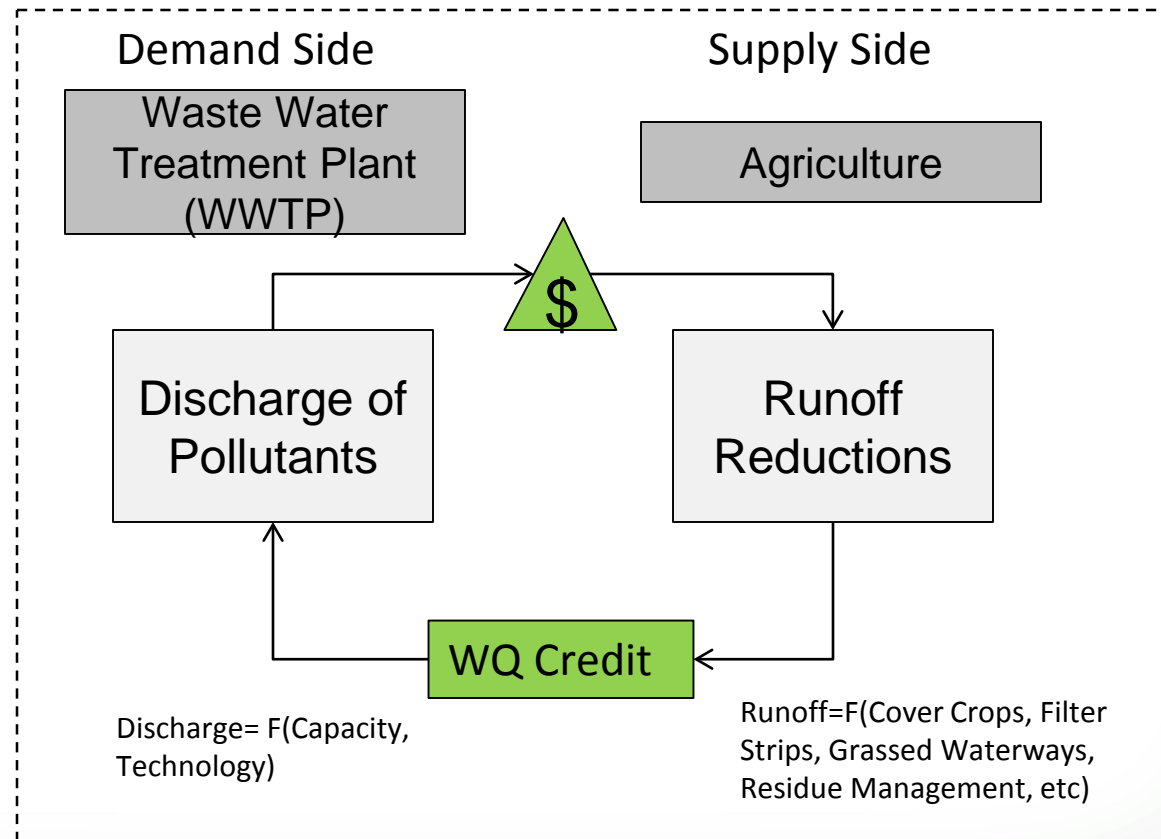 Demand Side
Supply Side
Waste Water
Treatment Plant
(WWTP)
Agriculture
$
Discharge of
Pollutants
Runoff
Reductions
WQ Credit
Discharge= F(Capacity,
Technology)
Runoff=F(Cover Crops, Filter
Strips, Grassed Waterways,
Residue Management, etc)